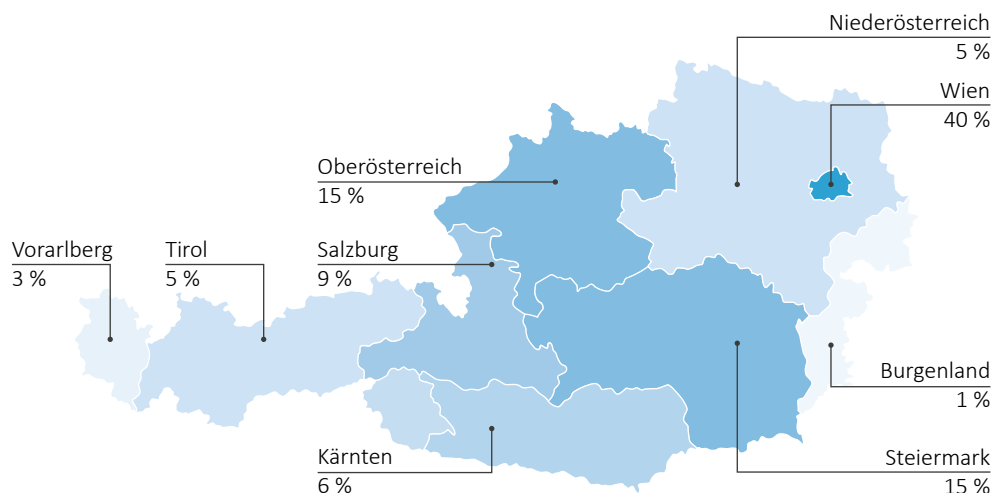 Niederösterreich
5 %
Wien
40 %
Oberösterreich
15 %
Vorarlberg
3 %
Tirol
5 %
Salzburg
9 %
Burgenland
1 %
Kärnten
6 %
Steiermark
15 %